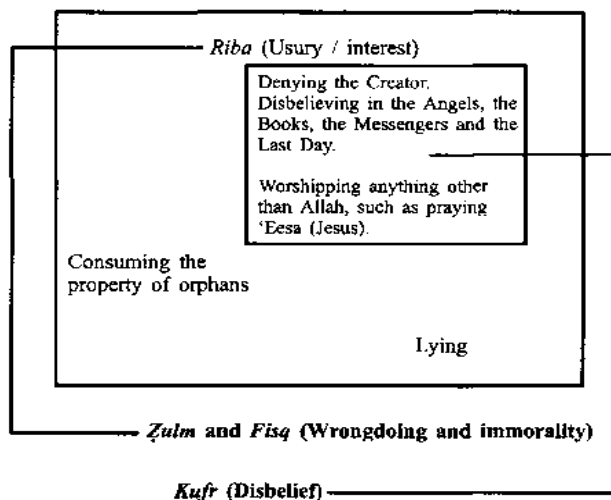 Riba (Usury / interest)
Denying the Creator.
Disbelieving in the Angels, the
Books, the Messengers and the
Last Day.
Worshipping anything other
than Allah, such as praying
‘Eesa (Jesus).
Consuming the
property of orphans
Lying
Ẓulm and Fisq (Wrongdoing and immorality)
Kufr (Disbelief)